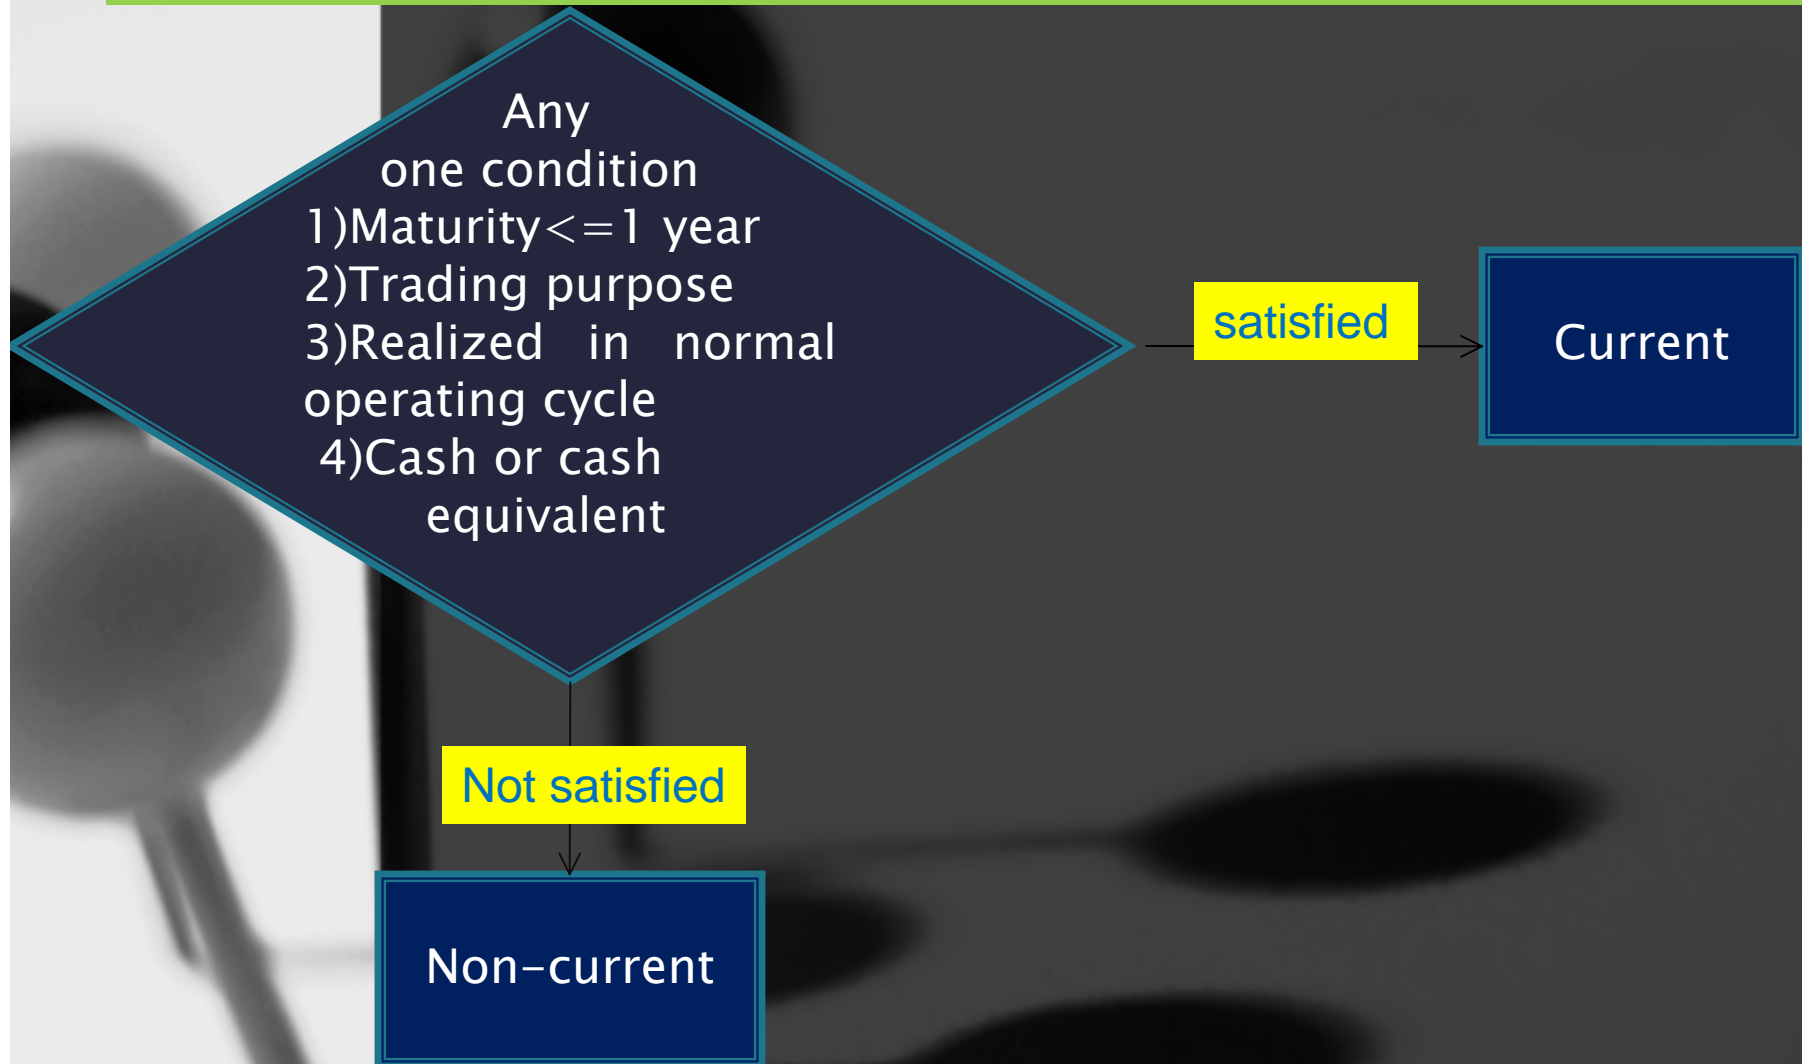 Any
one condition
1)Maturity<=1 year
2)Trading purpose
3)Realized in normal
operating cycle
4)Cash or cash
equivalent
satisfied
Current
Not satisfied
Non-current